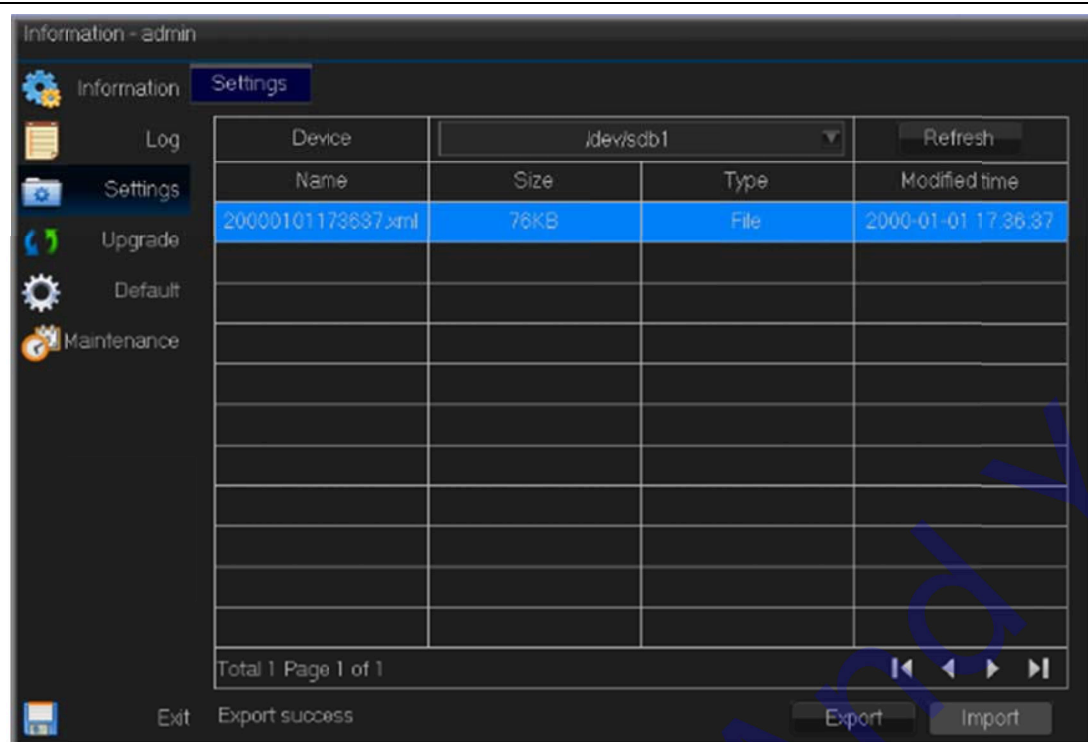 Information - admin
Information
Settings
Log
Device /dev/sdb1 Refresh
Settings
Name Size Type Modified time
20000101173637.xml 76KB File 2000-01-01 17:36:37
Upgrade
Default
Maintenance
Total 1 Page 1 of 1
Exit
Export success
Export
Import